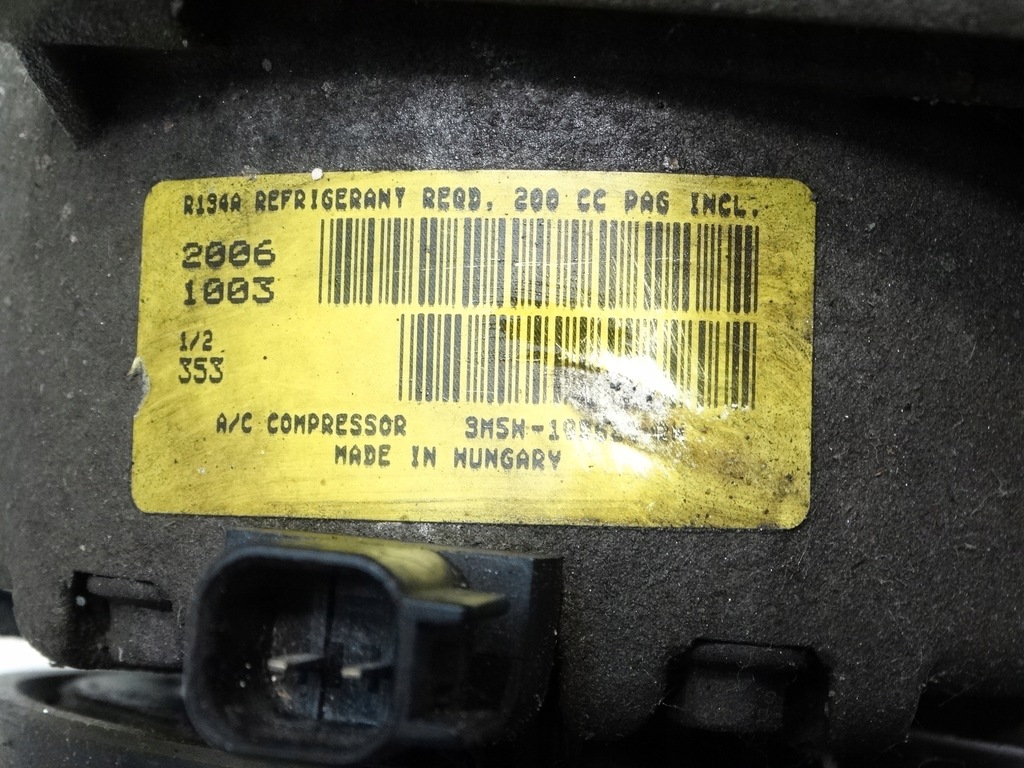 R134A REFRIGERANT REQD. 200 CC PAG INCL.
2006
1003
1/2
353
A/C COMPRESSOR
MADE IN HUNGARY